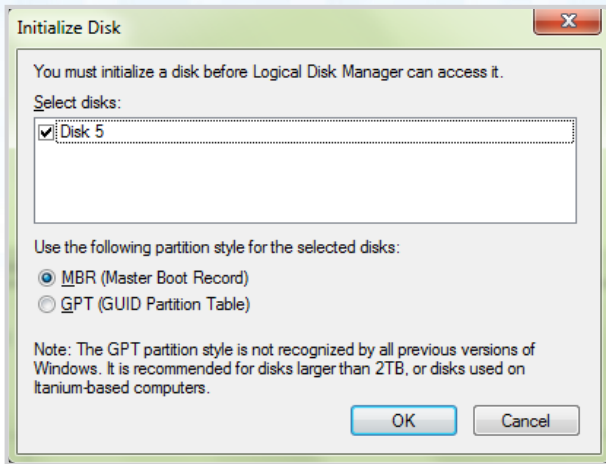 Initialize Disk
You must initialize a disk before Logical Disk Manager can access it.
Select disks:
Disk 5
Use the following partition style for the selected disks:
MBR (Master Boot Record)
GPT (GUID Partition Table)
Note: The GPT partition style is not recognized by all previous versions of
Windows. It is recommended for disks larger than 2TB, or disks used on
Itanium-based computers.
OK Cancel